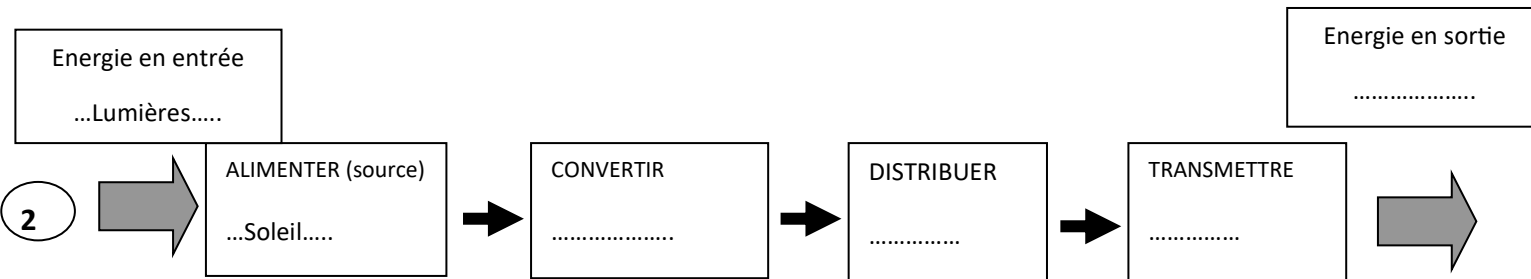 Energie en entrée
…Lumières…..
Energie en sortie
………………..
2
ALIMENTER (source)
…Soleil…..
CONVERTIR
………………..
DISTRIBUER
……………
TRANSMETTRE
……………